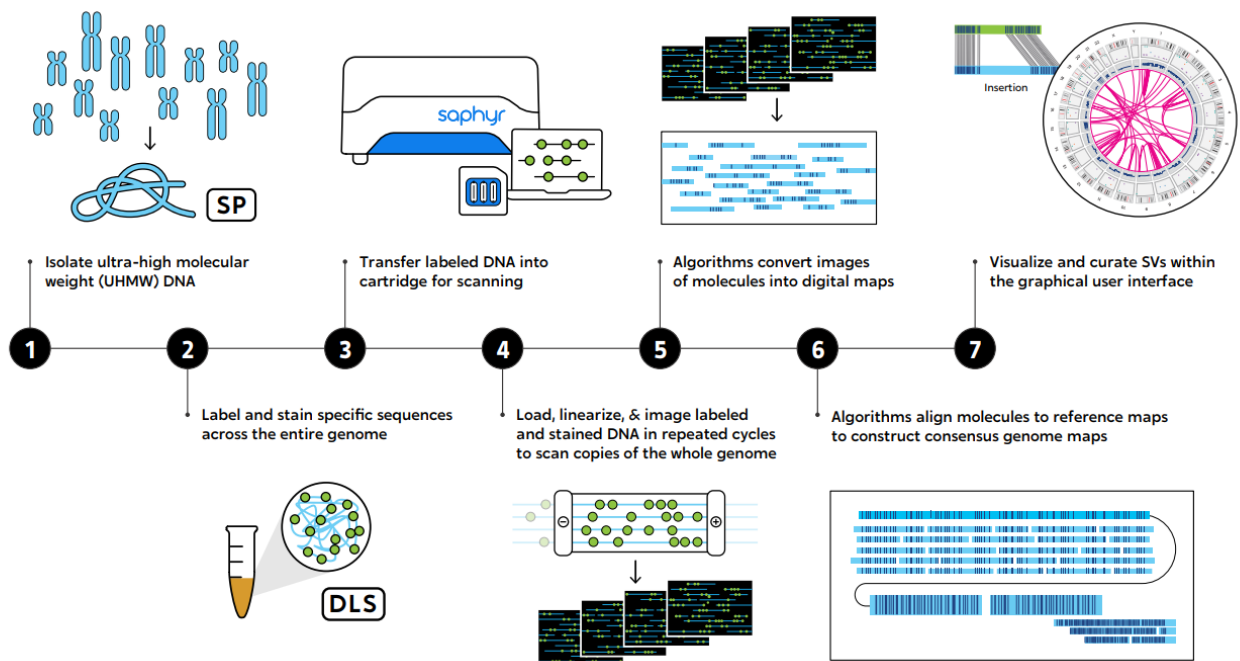 SP
saphyr
Insertion
Isolate ultra-high molecular
weight (UHMW) DNA
Transfer labeled DNA into
cartridge for scanning
Algorithms convert images
of molecules into digital maps
Visualize and curate SVs within
the graphical user interface
1
2
3
4
5
6
7
Label and stain specific sequences
across the entire genome
Load, linearize, & image labeled
and stained DNA in repeated cycles
to scan copies of the whole genome
Algorithms align molecules to reference maps
to construct consensus genome maps
DLS